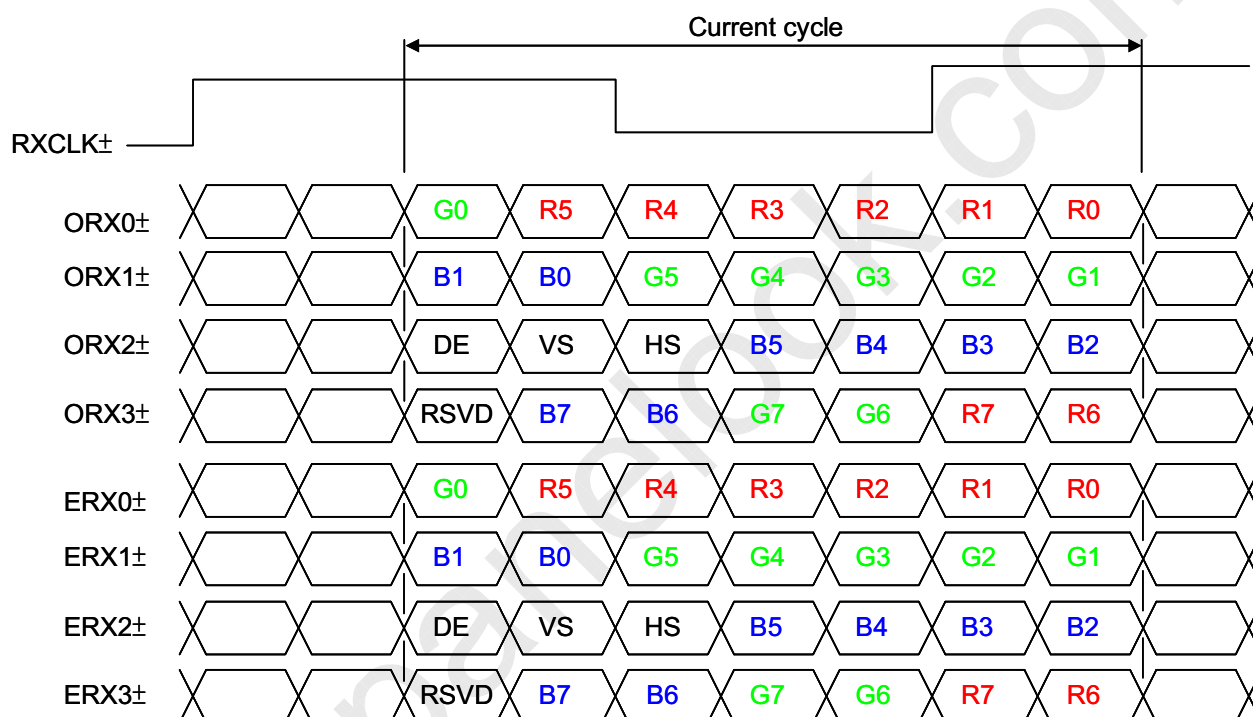 Current cycle
RXCLK±
ORX0± G0 R5 R4 R3 R2 R1 R0
ORX1± B1 B0 G5 G4 G3 G2 G1
ORX2± DE VS HS B5 B4 B3 B2
ORX3± RSVD B7 B6 G7 G6 R7 R6
ERX0± G0 R5 R4 R3 R2 R1 R0
ERX1± B1 B0 G5 G4 G3 G2 G1
ERX2± DE VS HS B5 B4 B3 B2
ERX3± RSVD B7 B6 G7 G6 R7 R6
panelook.com